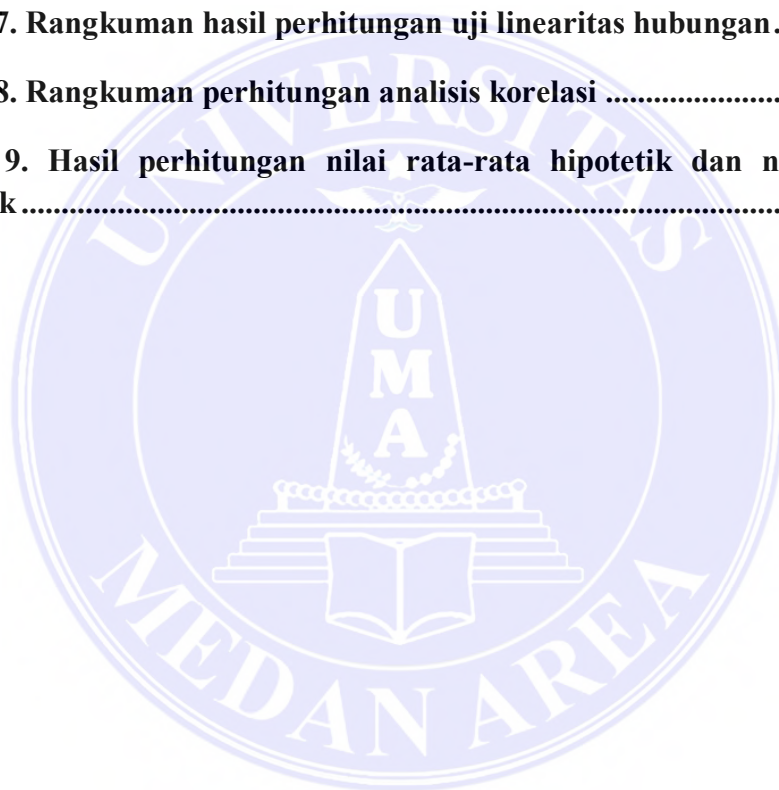 7. Rangkuman hasil perhitungan uji linearitas hubungan.
8. Rangkuman perhitungan analisis korelasi ......................
9. Hasil perhitungan nilai rata-rata hipotetik dan n
k................................................................................................
UNIVERSITAS
U
M
A
MEDAN AREA